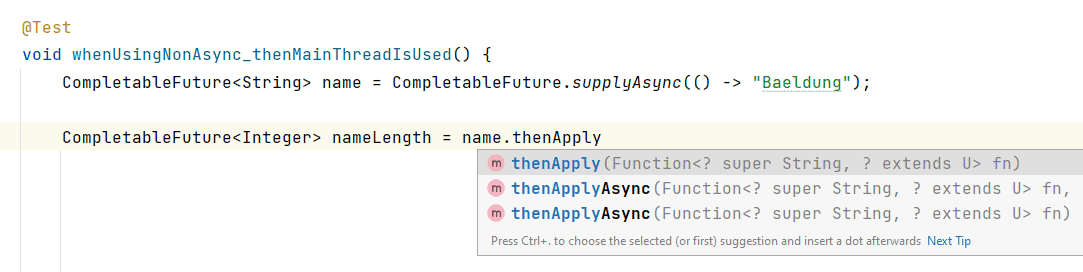 @Test
void whenUsingNonAsync_thenMainThreadIsUsed() {
CompletableFuture<String> name = CompletableFuture.supplyAsync(() -> "Baeldung");
CompletableFuture<Integer> nameLength = name.thenApply
m thenApply(Function<? super String, ? extends U> fn)
m thenApplyAsync(Function<? super String, ? extends U> fn,
m thenApplyAsync(Function<? super String, ? extends U> fn)
Press Ctrl+. to choose the selected (or first) suggestion and insert a dot afterwards Next Tip